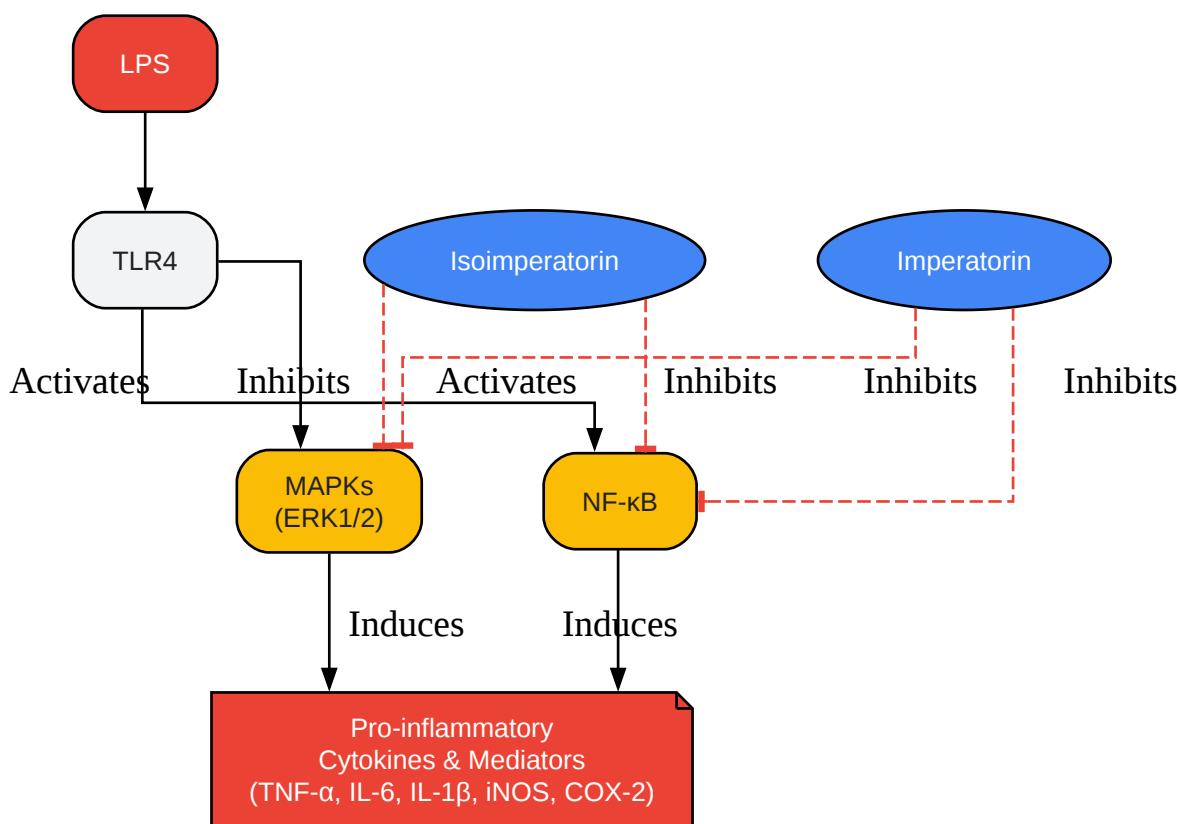 LPS
TLR4
Isoimperatorin
Imperatorin
Activates
Inhibits
Activates
Inhibits
Inhibits
Inhibits
MAPKs
(ERK1/2)
NF-κB
Induces
Induces
Pro-inflammatory
Cytokines & Mediators
(TNF-α, IL-6, IL-1β, iNOS, COX-2)